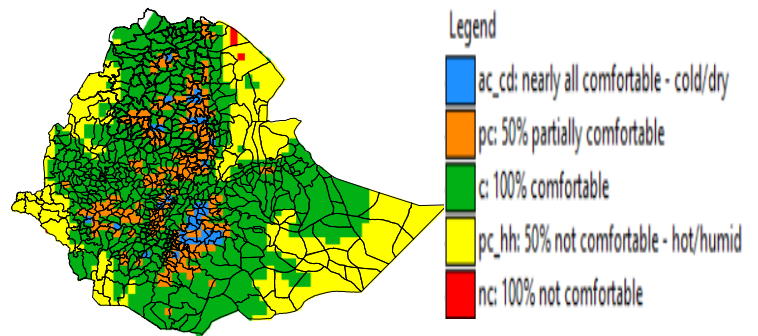 Legend
ac_cd: nearly all comfortable - cold/dry
pc: 50% partially comfortable
c: 100% comfortable
pc_hh: 50% not comfortable - hot/humid
nc: 100% not comfortable